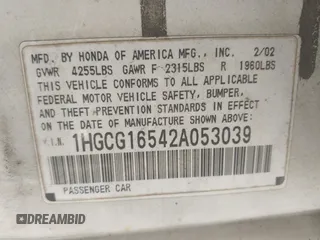 MFD. BY HONDA OF AMERICA MFG., INC. 2/02
GVWR 4255LBS GAWR F 2315LBS R 1960LBS
THIS VEHICLE CONFORMS TO ALL APPLICABLE
FEDERAL MOTOR VEHICLE SAFETY, BUMPER,
AND THEFT PREVENTION STANDARDS IN EFFECT
ON THE DATE OF MANUFACTURE SHOWN ABOVE.
V.I.N. 1HGCG16542A053039
PASSENGER CAR
DREAMBID